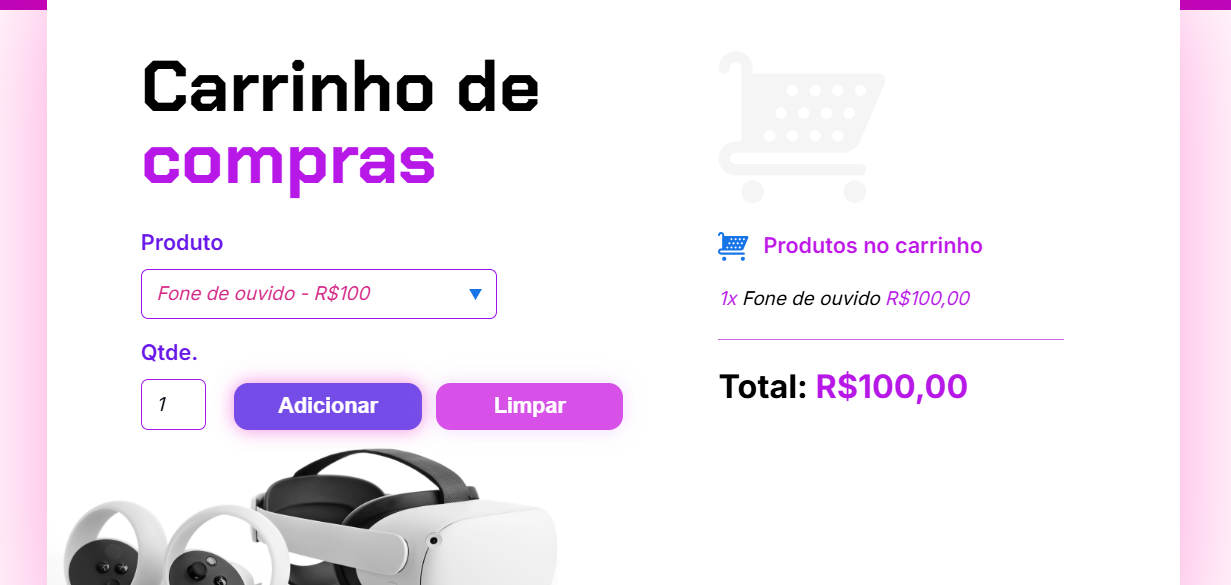 Carrinho de
compras
Produto
Fone de ouvido - R$100
Qtde.
1
Adicionar
Limpar
Produtos no carrinho
1x Fone de ouvido R$100,00
Total: R$100,00